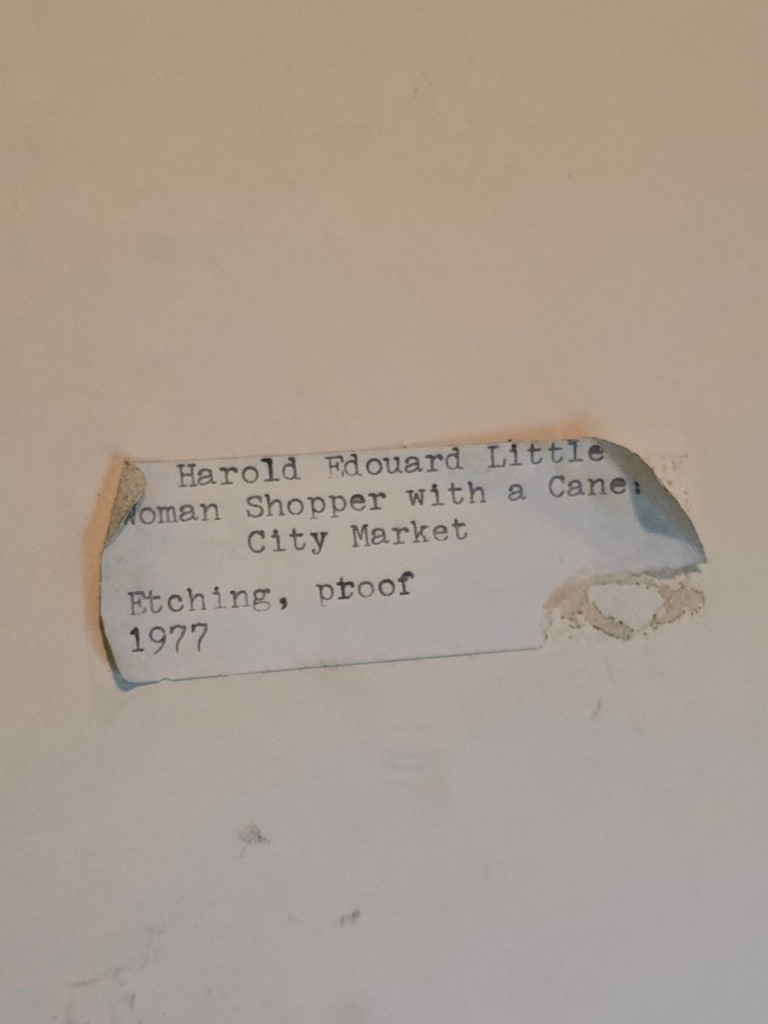 Harold Edouard Little
Woman Shopper with a Cane:
City Market
Etching, proof
1977